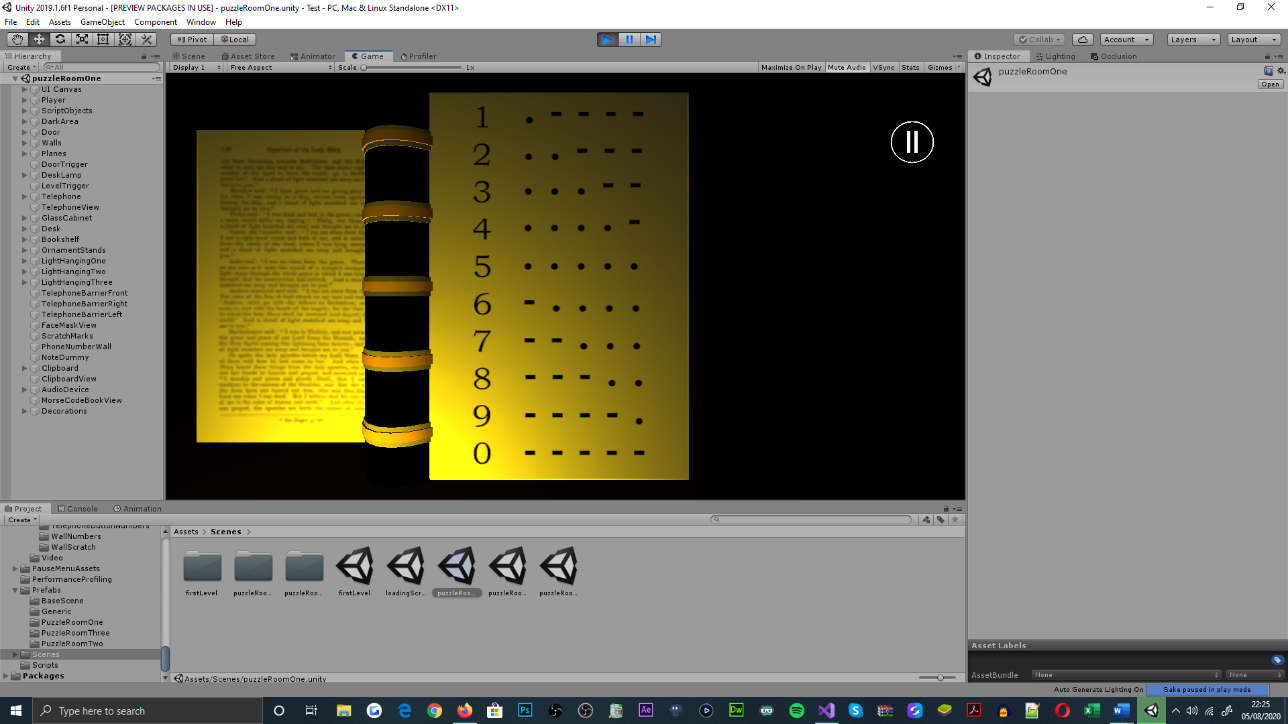 Unity 2019.1.6f1 Personal - [PREVIEW PACKAGES IN USE] - puzzleRoomOne.unity - Test - PC, Mac & Linux Standalone <DX11>
File Edit Assets GameObject Component Window Help
Pivot Local
Collab Account Layers Layout
Hierarchy
Scene Asset Store Animator Game Profiler
Inspector Lighting Occlusion
Create All
Display 1 Free Aspect Scale 1x
Maximize On Play Mute Audio VSync Stats Gizmos
puzzleRoomOne
Open
puzzleRoomOne
UI Canvas
Player
ScriptObjects
DarkArea
Door
Walls
Planes
DoorTrigger
DeskLamp
LevelTrigger
Telephone
TelephoneView
GlassCabinet
Desk
Bookshelf
OrnamentStands
LightHangingOne
LightHangingTwo
LightHangingThree
TelephoneBarrierFront
TelephoneBarrierRight
TelephoneBarrierLeft
FaceMaskView
ScratchMarks
PhoneNumberWall
NoteDummy
Clipboard
ClipboardView
AudioDevice
MorseCodeBookView
Decorations
1 . - - - -
2 . . - - -
3 . . . - -
4 . . . . -
5 . . . . .
6 - . . . .
7 - - . . .
8 - - - . .
9 - - - - .
0 - - - - -
Project Console Animation
Create
TelephoneButtonNumbers
WallNumbers
WallScratch
Video
PauseMenuAssets
PerformanceProfiling
Prefabs
BaseScene
Generic
PuzzleRoomOne
PuzzleRoomThree
PuzzleRoomTwo
Scenes
Scripts
Packages
Assets > Scenes >
firstLevel puzzleRoo... puzzleRoo... firstLevel loadingScr... puzzleRoo... puzzleRoo... puzzleRoo...
Assets/Scenes/puzzleRoomOne.unity
Asset Labels
AssetBundle None None
Auto Generate Lighting On Bake paused in play mode
Type here to search
22:25
05/08/2020